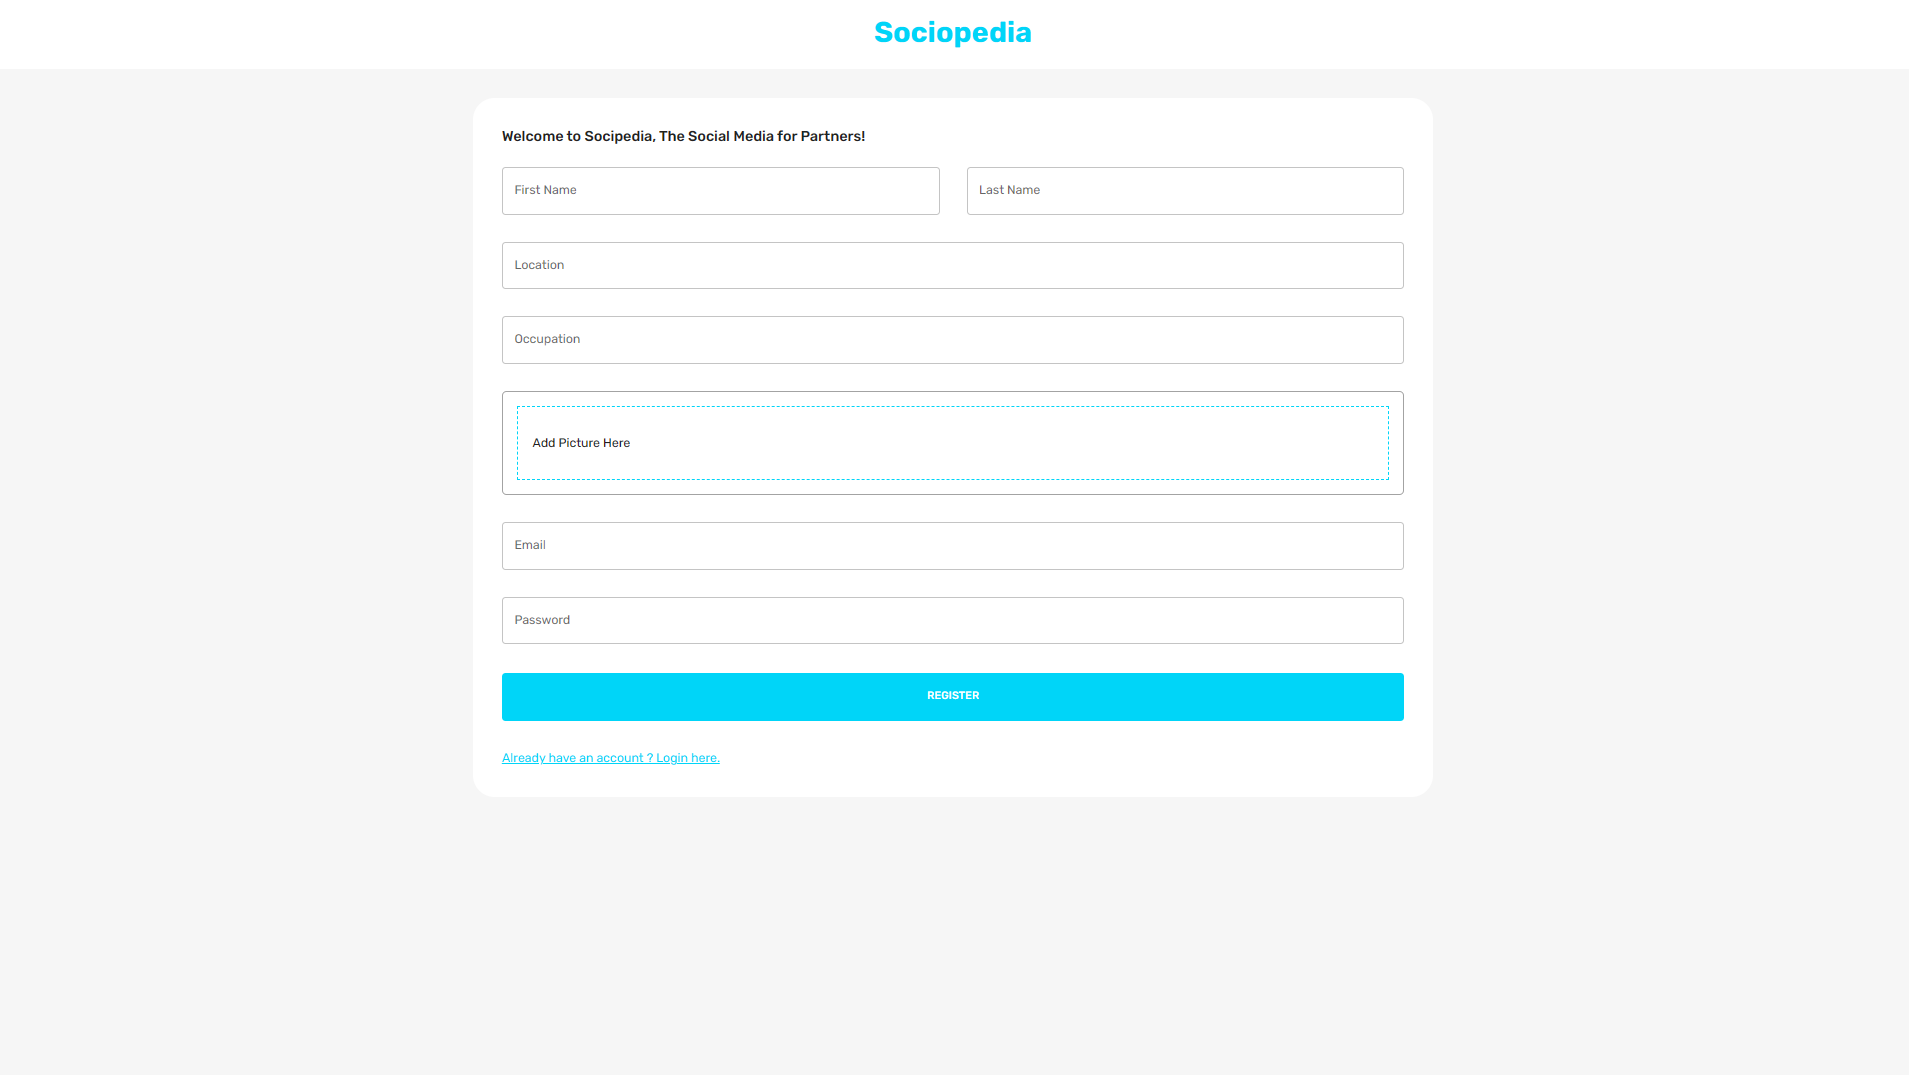 Sociopedia
Welcome to Socipedia, The Social Media for Partners!
First Name
Last Name
Location
Occupation
Add Picture Here
Email
Password
REGISTER
Already have an account ? Login here.